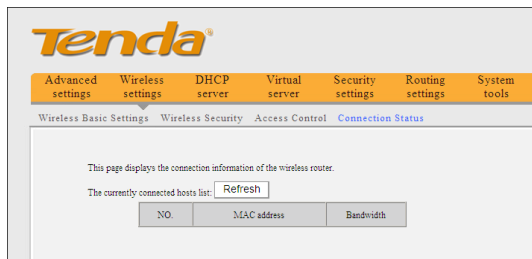 Tenda
Advanced settings Wireless settings DHCP server Virtual server Security settings Routing settings System tools
Wireless Basic Settings Wireless Security Access Control Connection Status
This page displays the connection information of the wireless router.
The currently connected hosts list: Refresh
NO. MAC address Bandwidth